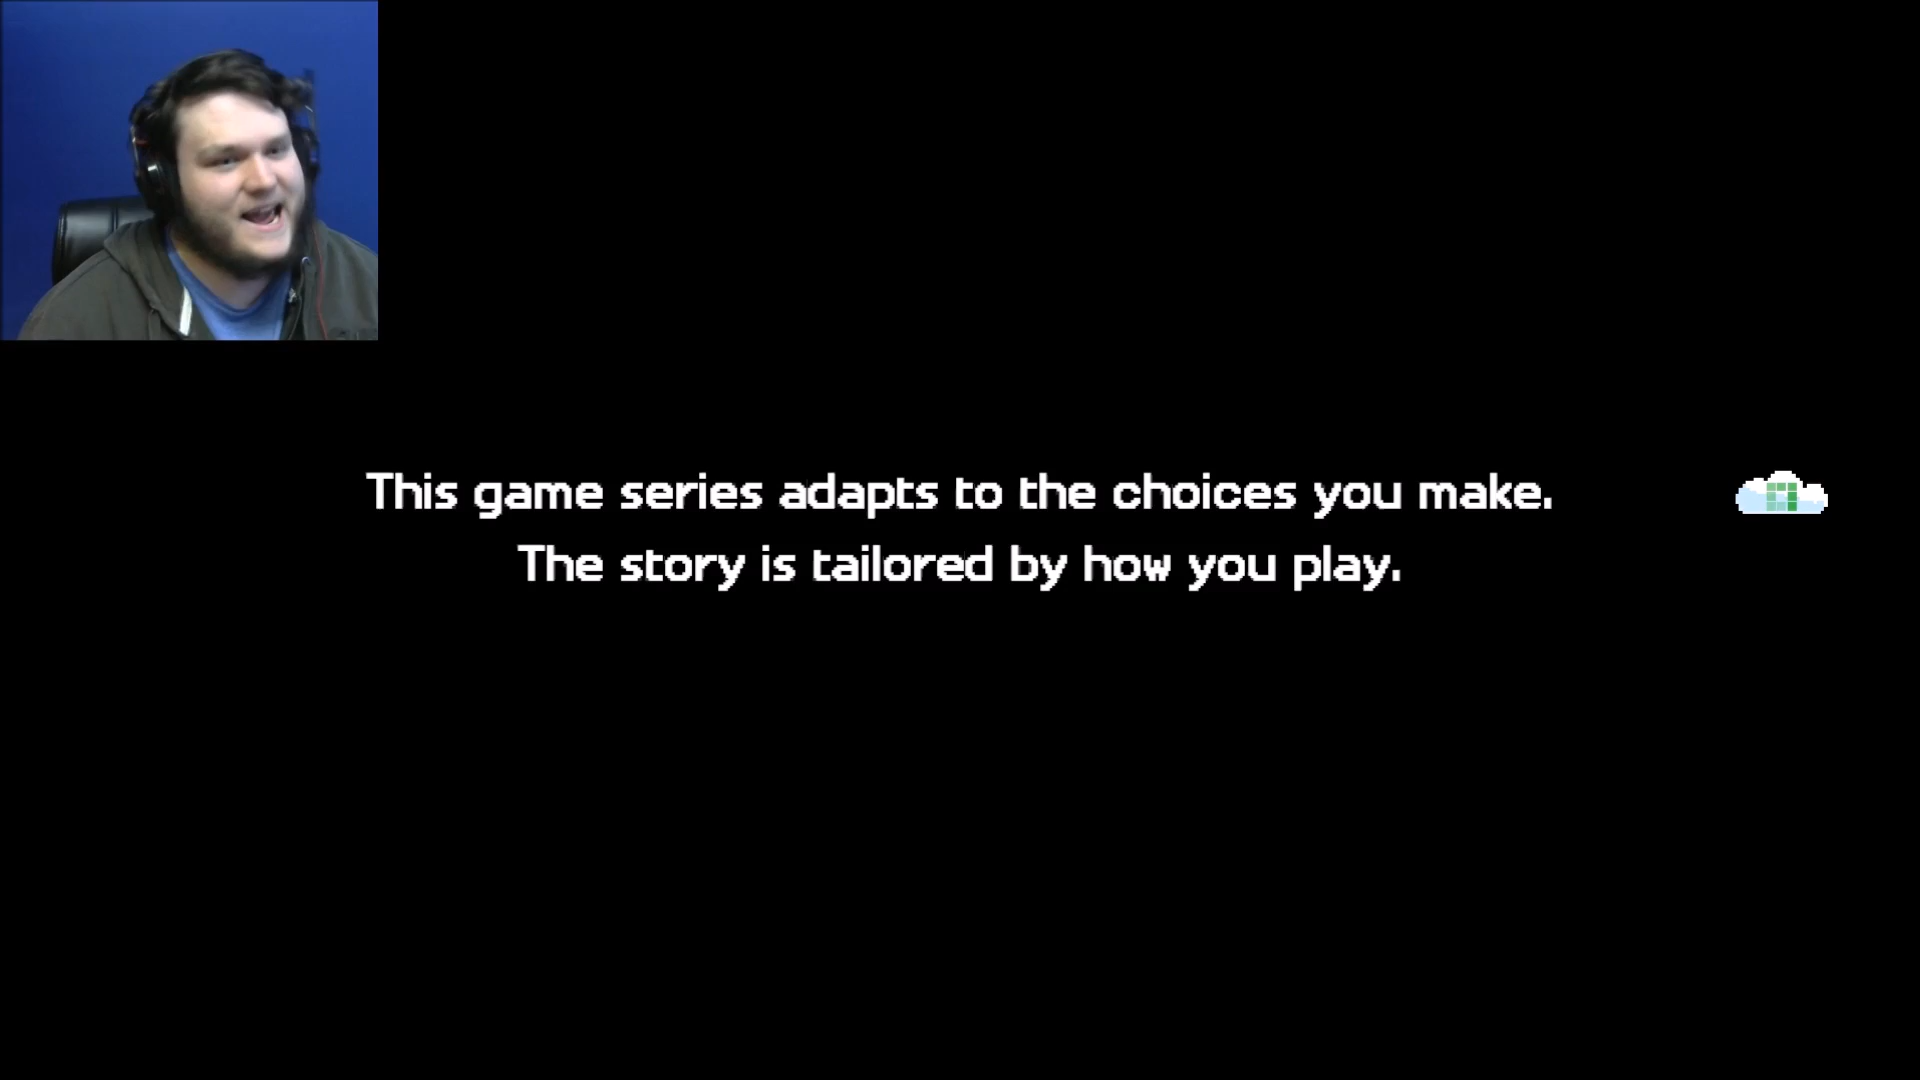 This game series adapts to the choices you make.
The story is tailored by how you play.